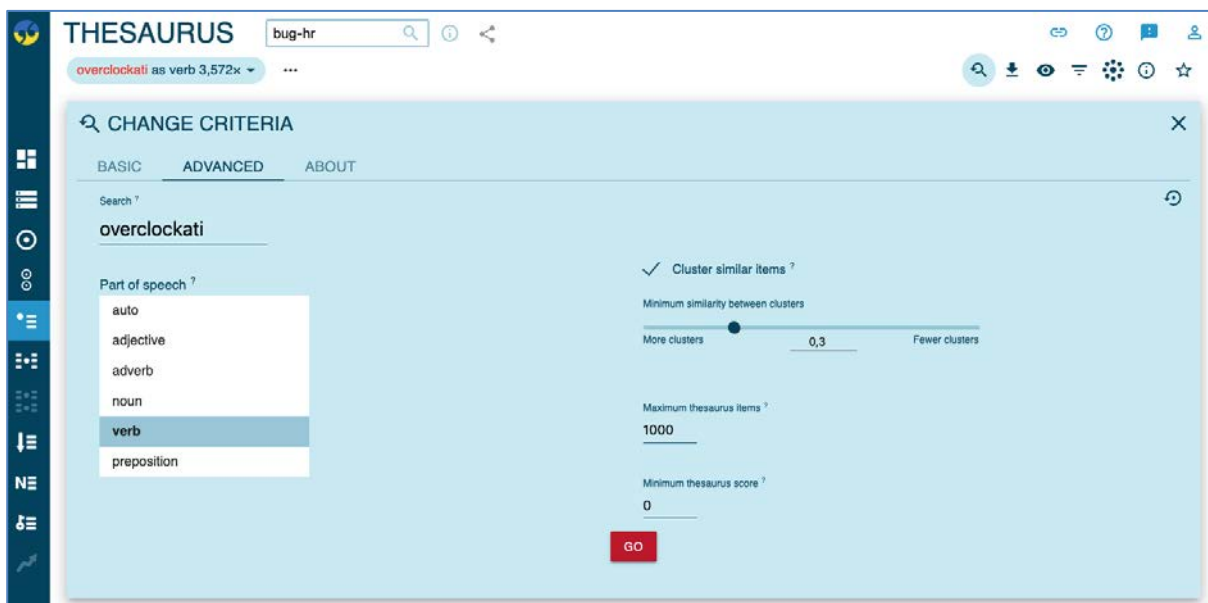 THESAURUS
bug-hr
overclockati as verb 3,572× ...
CHANGE CRITERIA
BASIC ADVANCED ABOUT
Search ?
overclockati
Part of speech ?
auto
adjective
adverb
noun
verb
preposition
Cluster similar items ?
Minimum similarity between clusters
More clusters 0,3 Fewer clusters
Maximum thesaurus items ?
1000
Minimum thesaurus score ?
0
GO
N